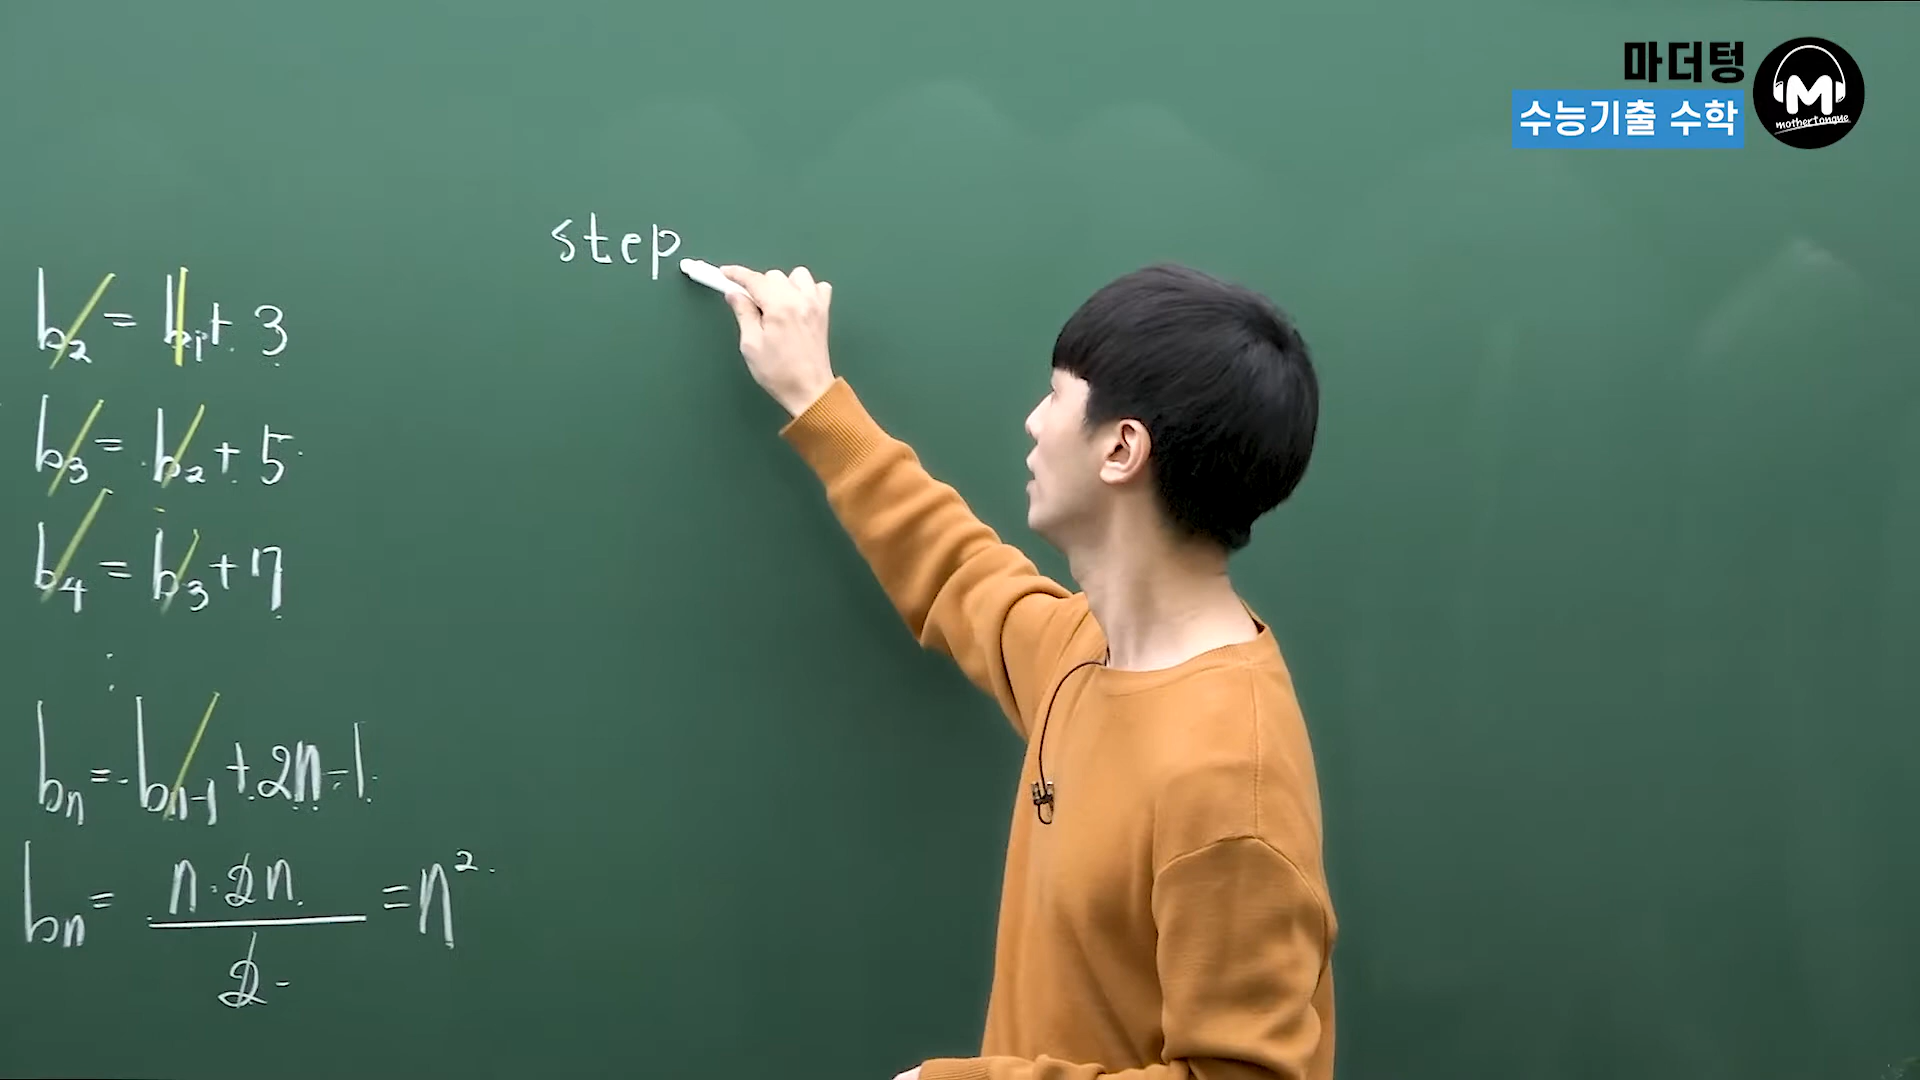 마더텅
수능기출 수학
M
mothertongue
step
b₂ = b₁ + 3
b₃ = b₂ + 5
b₄ = b₃ + 7
⋮
bₙ = bₙ₋₁ + 2n - 1
bₙ = n · 2n / 2 = n²